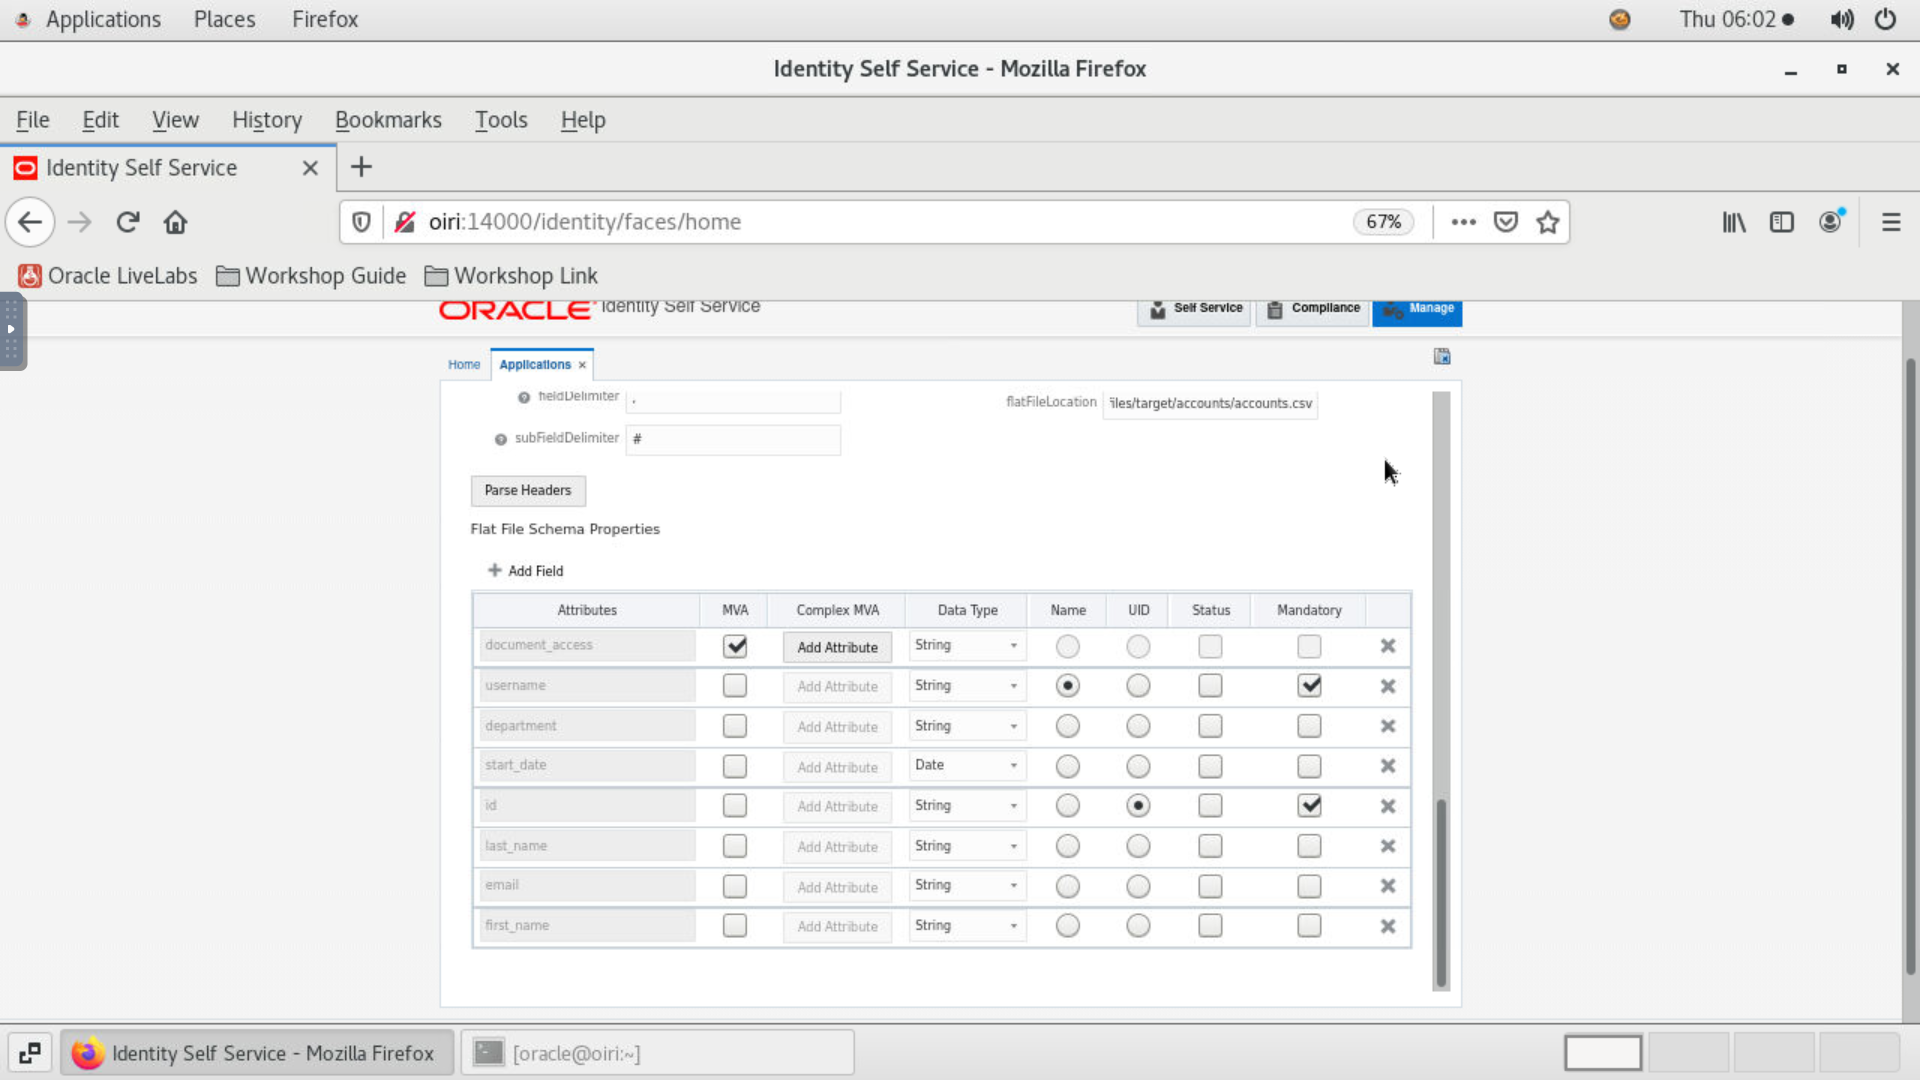 Applications Places Firefox Thu 06:02
Identity Self Service - Mozilla Firefox
File Edit View History Bookmarks Tools Help
Identity Self Service
oiri:14000/identity/faces/home 67%
Oracle LiveLabs Workshop Guide Workshop Link
ORACLE Identity Self Service Self Service Compliance Manage
Home Applications
fieldDelimiter , flatFileLocation files/target/accounts/accounts.csv
subFieldDelimiter #
Parse Headers
Flat File Schema Properties
Add Field
Attributes MVA Complex MVA Data Type Name UID Status Mandatory
document_access Add Attribute String
username Add Attribute String
department Add Attribute String
start_date Add Attribute Date
id Add Attribute String
last_name Add Attribute String
email Add Attribute String
first_name Add Attribute String
Identity Self Service - Mozilla Firefox [oracle@oiri:~]